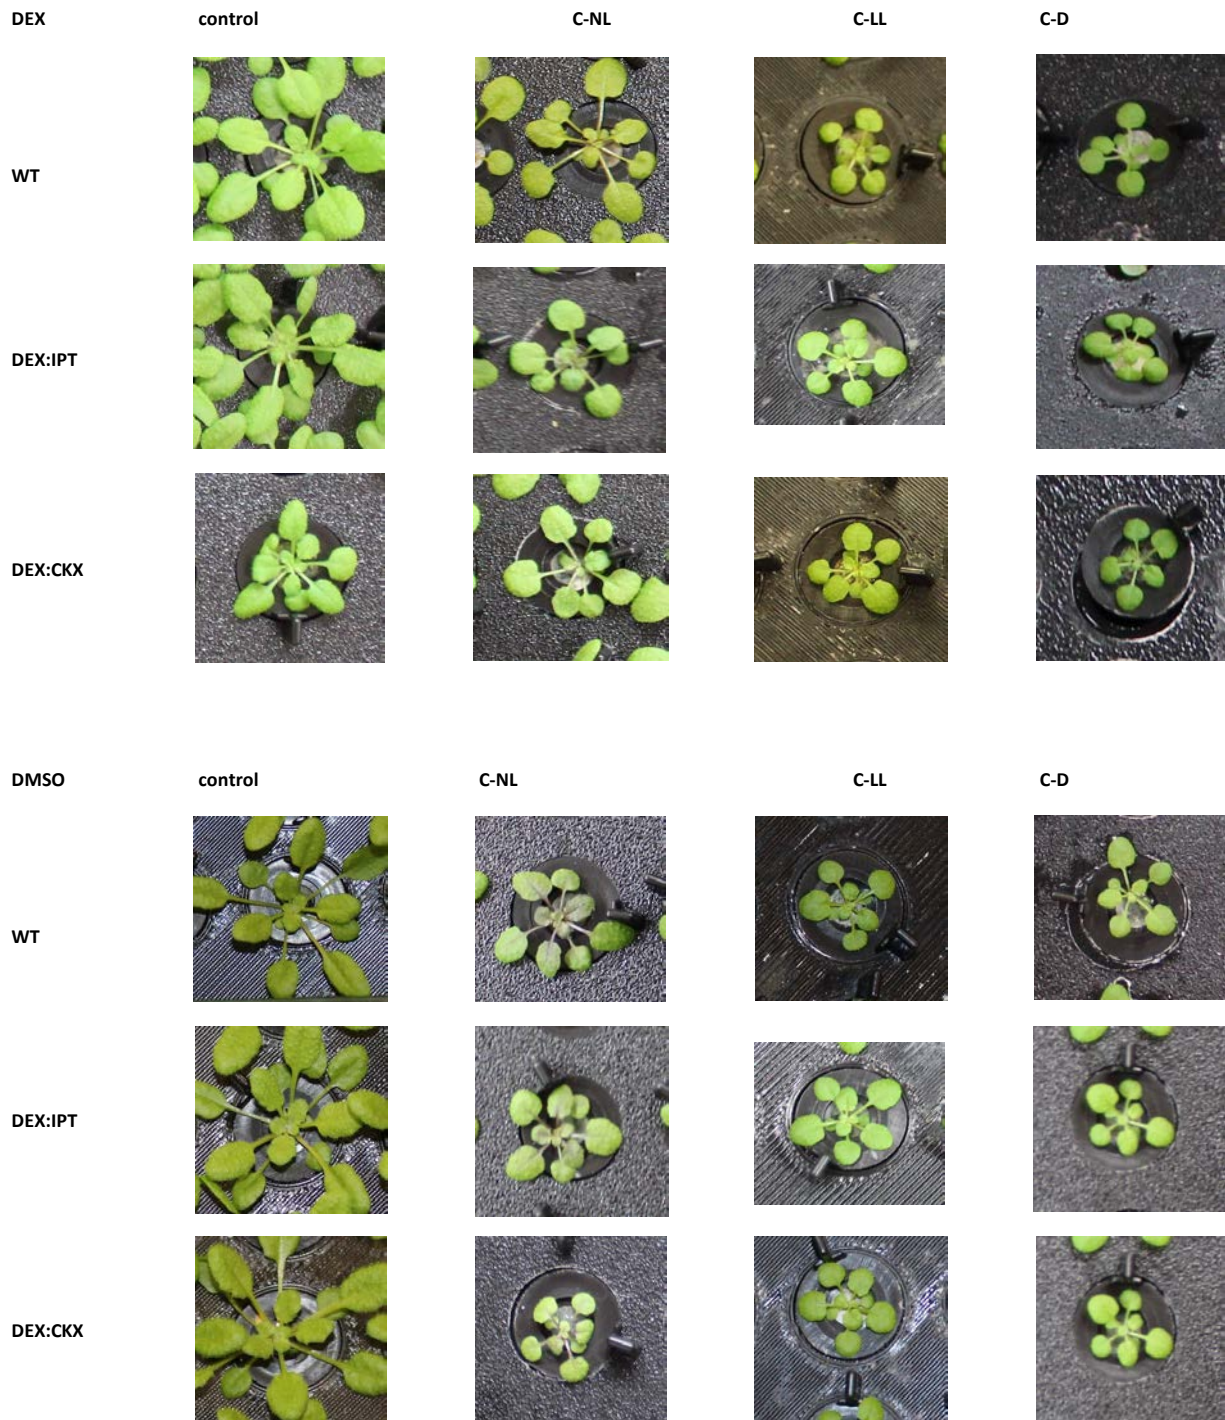 DEX control C-NL C-LL C-D
WT
DEX:IPT
DEX:CKX
DMSO control C-NL C-LL C-D
WT
DEX:IPT
DEX:CKX